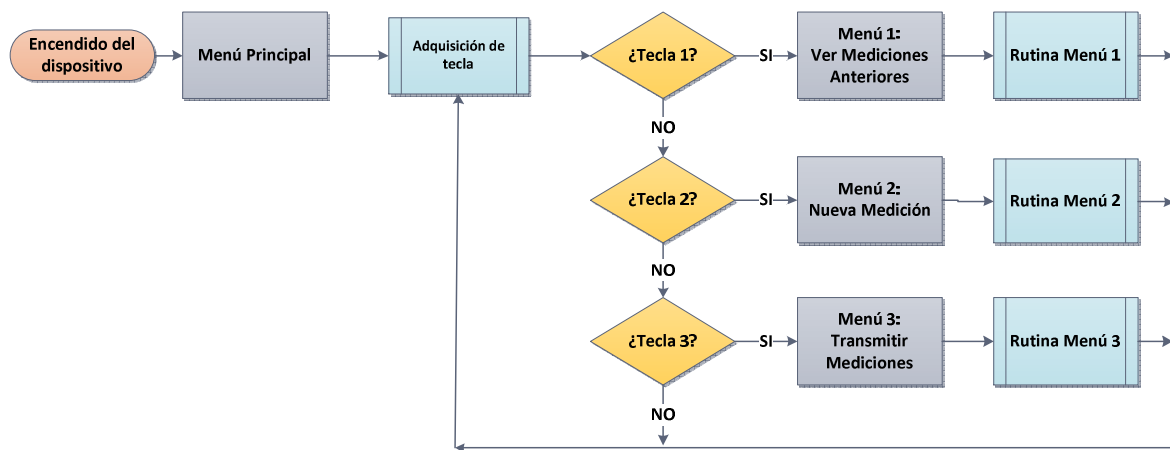 Encendido del
dispositivo
Menú Principal
Adquisición de
tecla
¿Tecla 1?
SI
Menú 1:
Ver Mediciones
Anteriores
Rutina Menú 1
NO
¿Tecla 2?
SI
Menú 2:
Nueva Medición
Rutina Menú 2
NO
¿Tecla 3?
SI
Menú 3:
Transmitir
Mediciones
Rutina Menú 3
NO